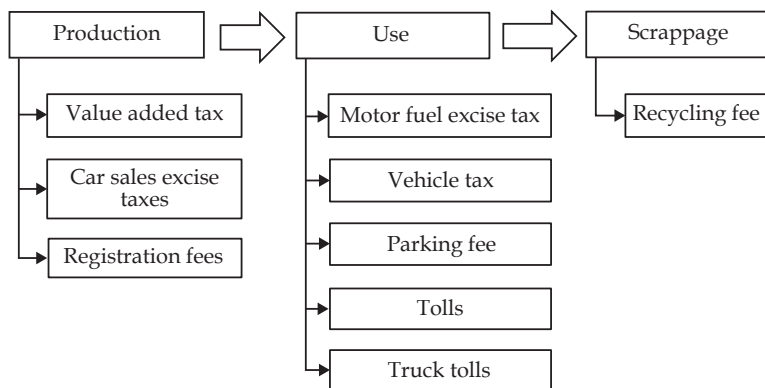 Production
Value added tax
Car sales excise
taxes
Registration fees
Use
Motor fuel excise tax
Vehicle tax
Parking fee
Tolls
Truck tolls
Scrappage
Recycling fee